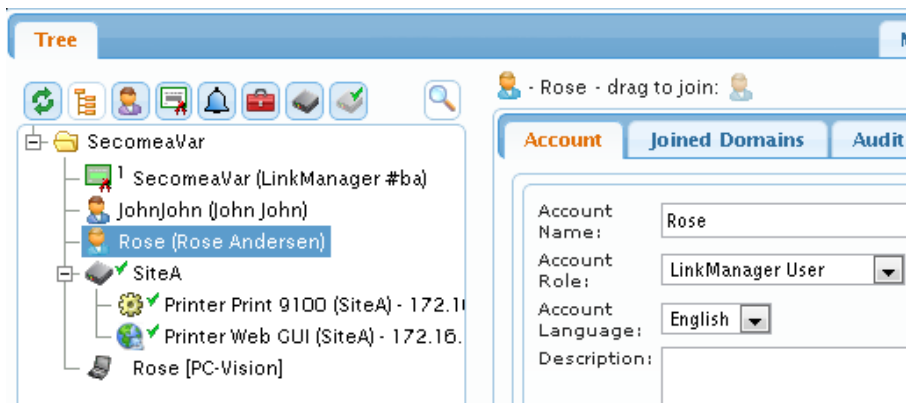 Tree
- Rose - drag to join:
SecomeaVar
1 SecomeaVar (LinkManager #ba)
JohnJohn (John John)
Rose (Rose Andersen)
SiteA
Printer Print 9100 (SiteA) - 172.1
Printer Web GUI (SiteA) - 172.16.
Rose [PC-Vision]
Account
Joined Domains
Audit
Account Name:
Rose
Account Role:
LinkManager User
Account Language:
English
Description: